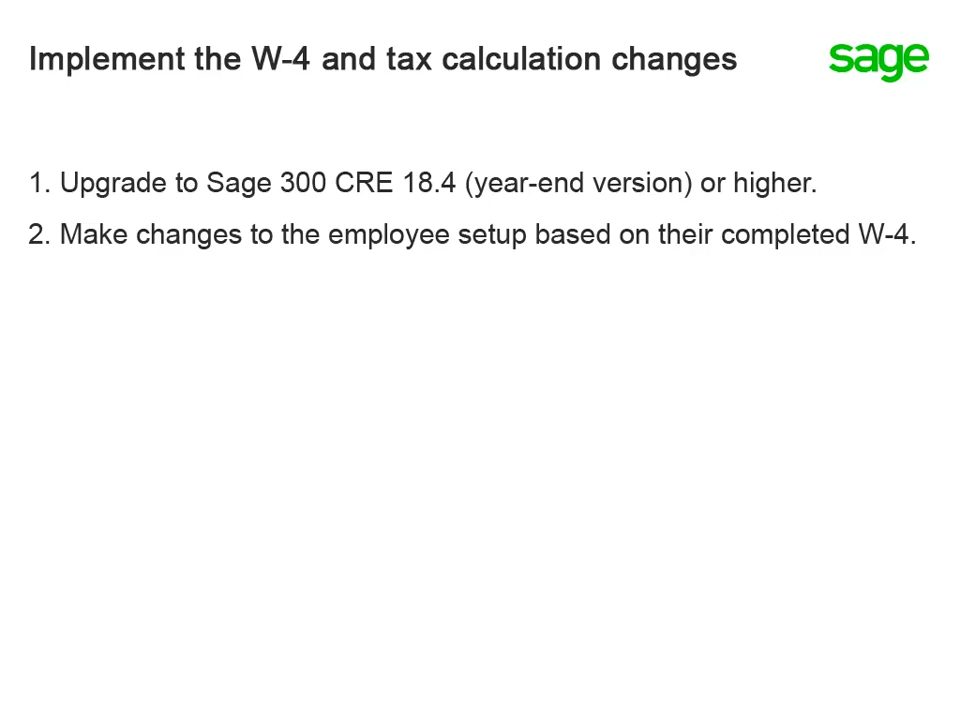 Implement the W-4 and tax calculation changes
sage
1. Upgrade to Sage 300 CRE 18.4 (year-end version) or higher.
2. Make changes to the employee setup based on their completed W-4.